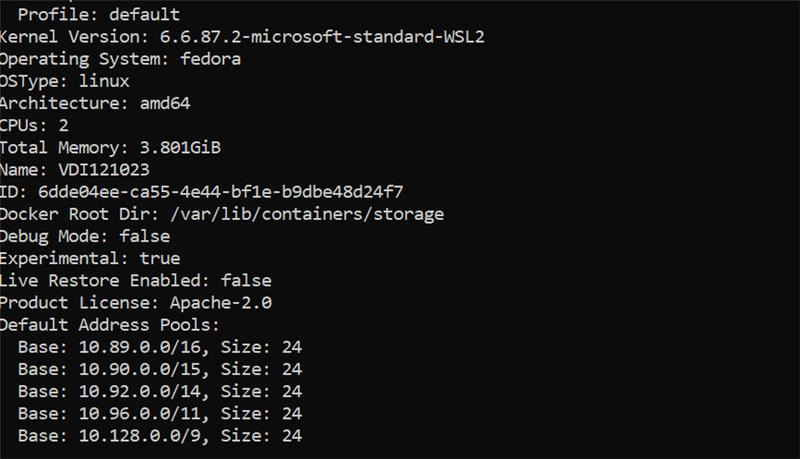 Profile: default
Kernel Version: 6.6.87.2-microsoft-standard-WSL2
Operating System: fedora
OSType: linux
Architecture: amd64
CPUs: 2
Total Memory: 3.801GiB
Name: VDI121023
ID: 6dde04ee-ca55-4e44-bf1e-b9dbe48d24f7
Docker Root Dir: /var/lib/containers/storage
Debug Mode: false
Experimental: true
Live Restore Enabled: false
Product License: Apache-2.0
Default Address Pools:
Base: 10.89.0.0/16, Size: 24
Base: 10.90.0.0/15, Size: 24
Base: 10.92.0.0/14, Size: 24
Base: 10.96.0.0/11, Size: 24
Base: 10.128.0.0/9, Size: 24